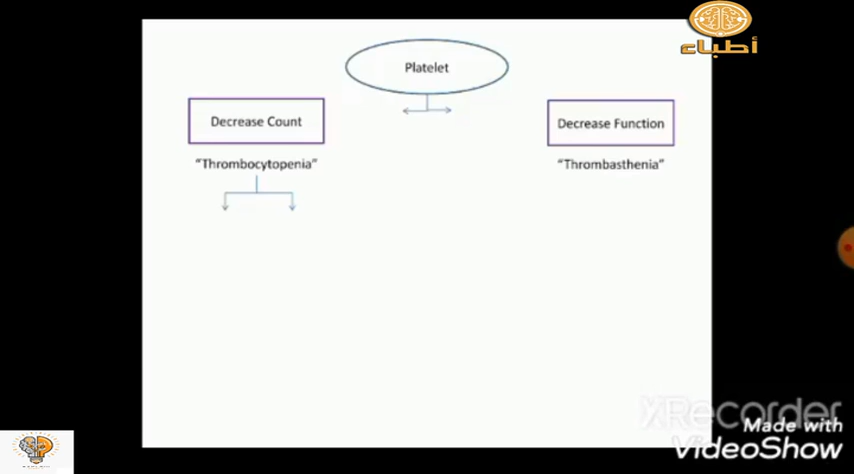 أطباء
Platelet
Decrease Count
Decrease Function
“Thrombocytopenia”
“Thrombasthenia”
XRecorder
Made with
VideoShow